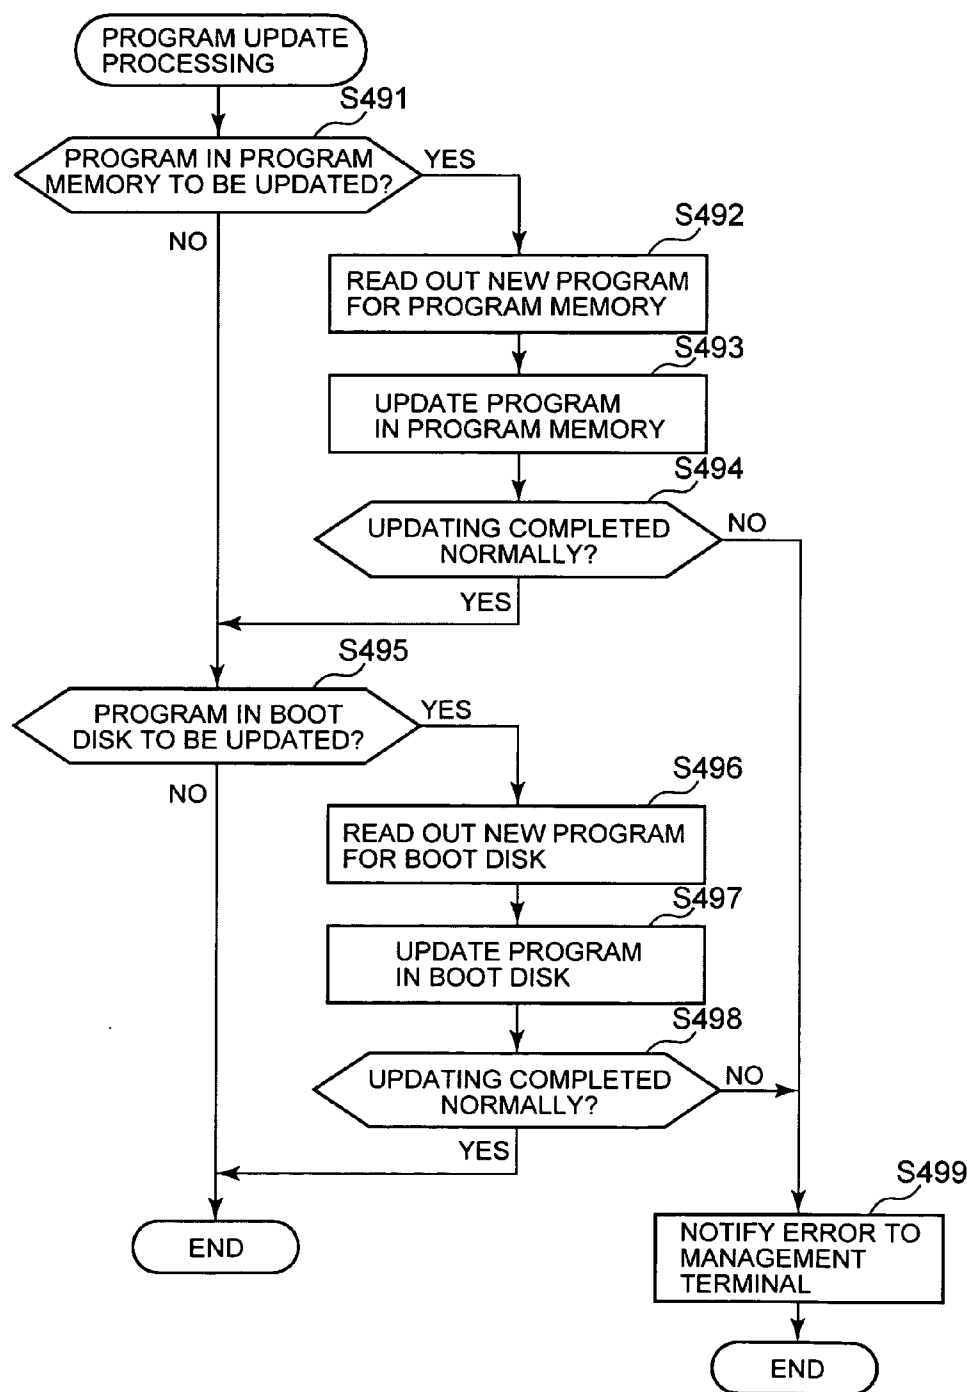 PROGRAM UPDATE
PROCESSING
S491
PROGRAM IN PROGRAM
MEMORY TO BE UPDATED?
YES
NO
S492
READ OUT NEW PROGRAM
FOR PROGRAM MEMORY
S493
UPDATE PROGRAM
IN PROGRAM MEMORY
S494
UPDATING COMPLETED
NORMALLY?
NO
YES
S495
PROGRAM IN BOOT
DISK TO BE UPDATED?
YES
NO
S496
READ OUT NEW PROGRAM
FOR BOOT DISK
S497
UPDATE PROGRAM
IN BOOT DISK
S498
UPDATING COMPLETED
NORMALLY?
NO
YES
S499
NOTIFY ERROR TO
MANAGEMENT
TERMINAL
END
END